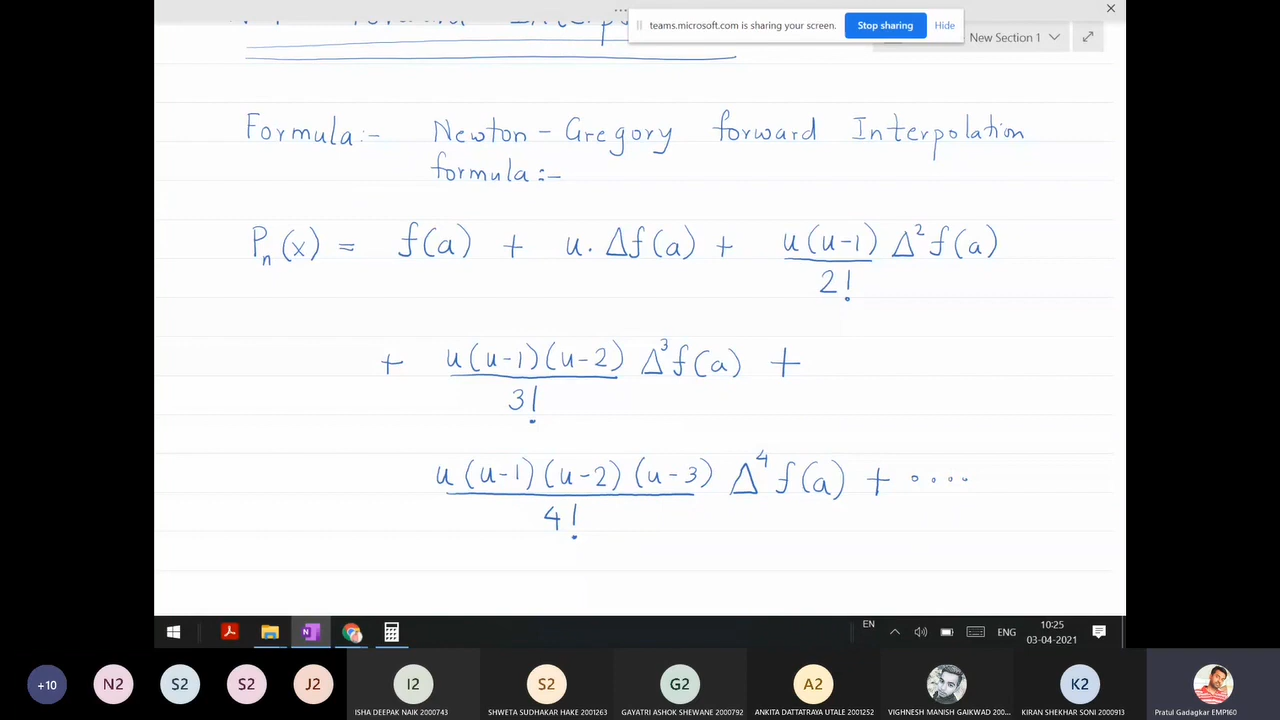 teams.microsoft.com is sharing your screen. Stop sharing Hide
New Section 1
Formula:- Newton-Gregory forward Interpolation
formula:-
Pₙ(x) = f(a) + u. Δf(a) + u(u-1)/2! Δ²f(a)
+ u(u-1)(u-2)/3! Δ³f(a) +
u(u-1)(u-2)(u-3)/4! Δ⁴f(a) + ....
EN
ENG
10:25
03-04-2021
+10 N2 S2 S2 J2 I2 S2 G2 A2 K2
ISHA DEEPAK NAIK 2000743 SHWETA SUDHAKAR HAKE 2001263 GAYATRI ASHOK SHEWANE 2000792 ANKITA DATTATRAYA UTALE 2001252 VIGHNESH MANISH GAIKWAD 200... KIRAN SHEKHAR SONI 2000913 Pratul Gadagkar EMP160